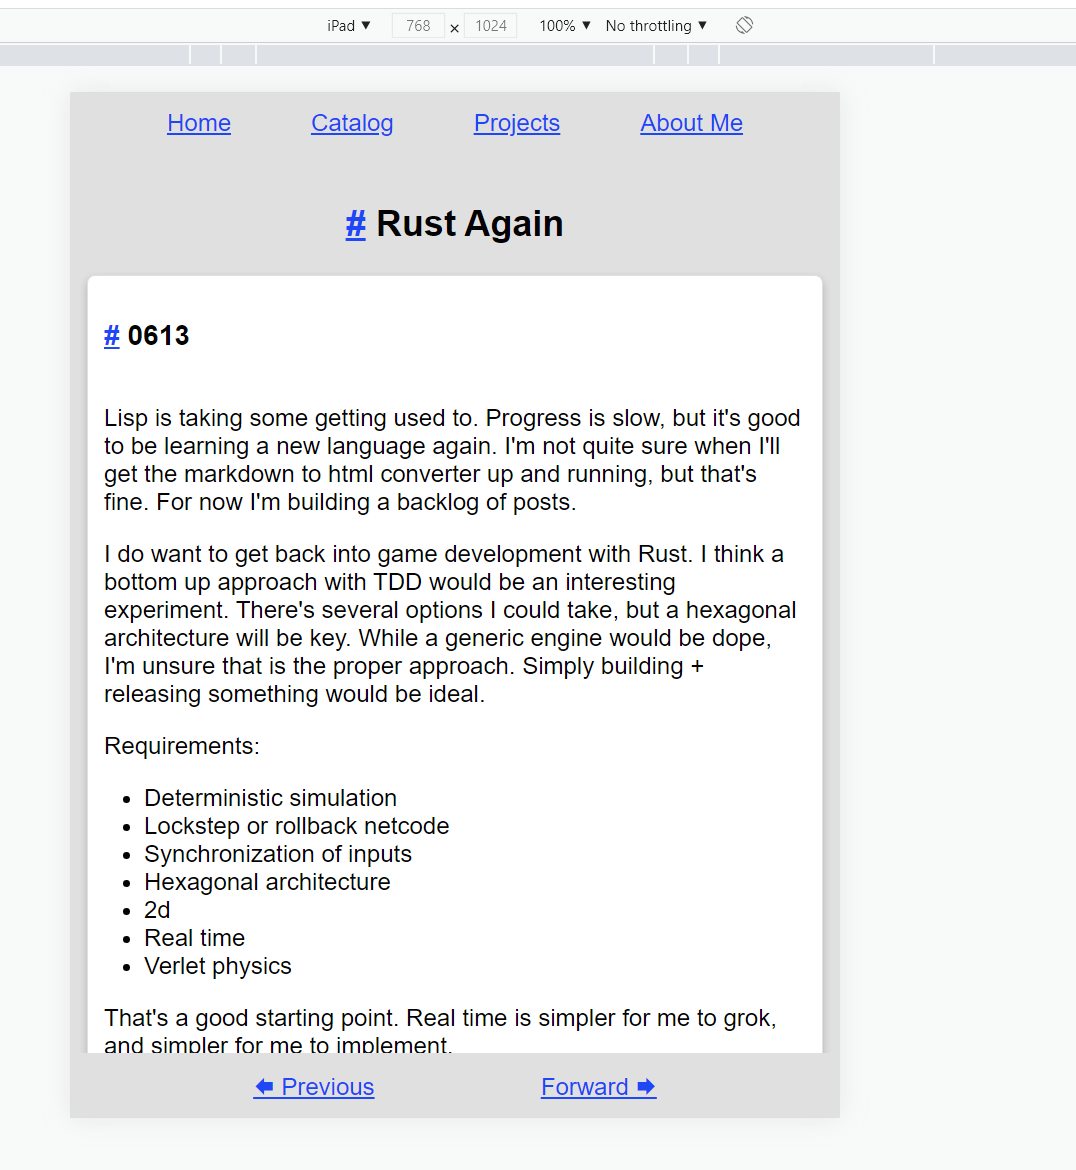 iPad ▼ 768 × 1024 100% ▼ No throttling ▼
Home Catalog Projects About Me
# Rust Again
# 0613
Lisp is taking some getting used to. Progress is slow, but it's good
to be learning a new language again. I'm not quite sure when I'll
get the markdown to html converter up and running, but that's
fine. For now I'm building a backlog of posts.
I do want to get back into game development with Rust. I think a
bottom up approach with TDD would be an interesting
experiment. There's several options I could take, but a hexagonal
architecture will be key. While a generic engine would be dope,
I'm unsure that is the proper approach. Simply building +
releasing something would be ideal.
Requirements:
• Deterministic simulation
• Lockstep or rollback netcode
• Synchronization of inputs
• Hexagonal architecture
• 2d
• Real time
• Verlet physics
That's a good starting point. Real time is simpler for me to grok,
and simpler for me to implement.
🡄 Previous Forward 🡆